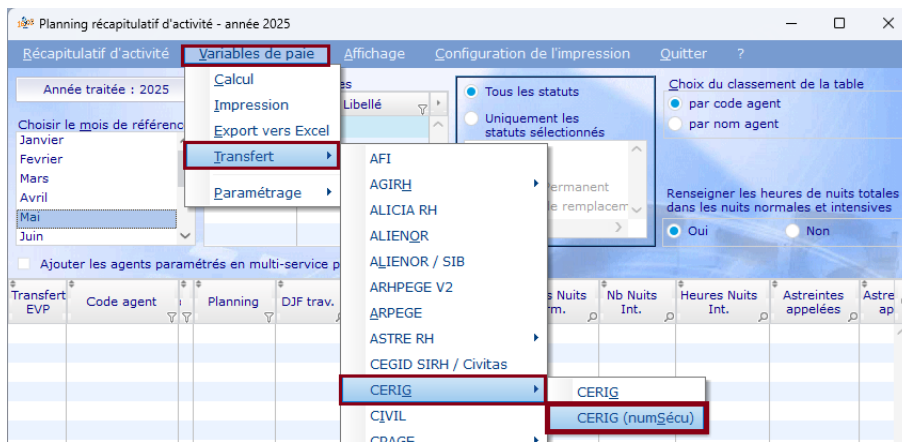 Planning récapitulatif d'activité - année 2025
Récapitulatif d'activité Variables de paie Affichage Configuration de l'impression Quitter ?
Année traitée : 2025
Choisir le mois de référenc
Janvier
Fevrier
Mars
Avril
Mai
Juin
Calcul
Impression
Export vers Excel
Transfert
Paramétrage
es
Libellé
Tous les statuts
Uniquement les
statuts sélectionnés
Permanent
e remplacem
Choix du classement de la table
par code agent
par nom agent
Renseigner les heures de nuits totales
dans les nuits normales et intensives
Oui Non
Ajouter les agents paramétrés en multi-service p
AFI
AGIRH
ALICIA RH
ALIENOR
ALIENOR / SIB
ARHPEGE V2
ARPEGE
ASTRE RH
CEGID SIRH / Civitas
CERIG
CIVIL
CPAGE
CERIG
CERIG (numSécu)
Transfert
EVP
Code agent
Planning
DJF trav.
s Nuits
rm.
Nb Nuits
Int.
Heures Nuits
Int.
Astreintes
appelées
Astre
ap